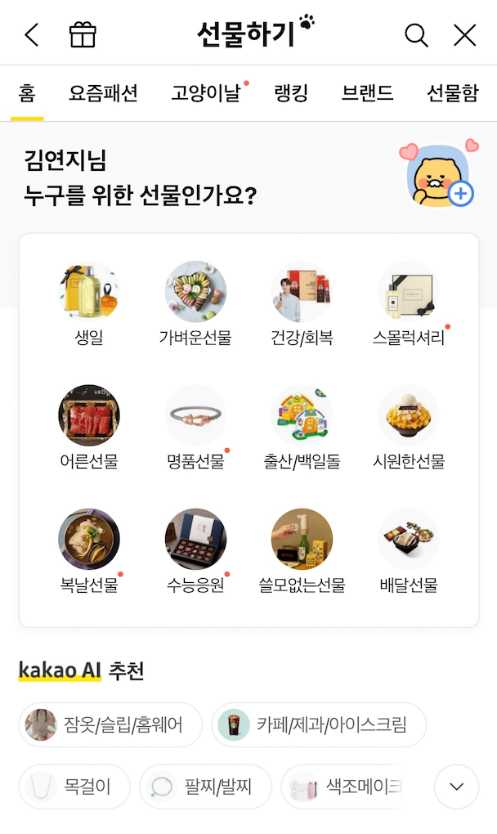 선물하기
홈 요즘패션 고양이날 랭킹 브랜드 선물함
김연지님
누구를 위한 선물인가요?
생일 가벼운선물 건강/회복 스몰럭셔리
어른선물 명품선물 출산/백일돌 시원한선물
복날선물 수능응원 쓸모없는선물 배달선물
kakao AI 추천
잠옷/슬립/홈웨어 카페/제과/아이스크림
목걸이 팔찌/발찌 색조메이크